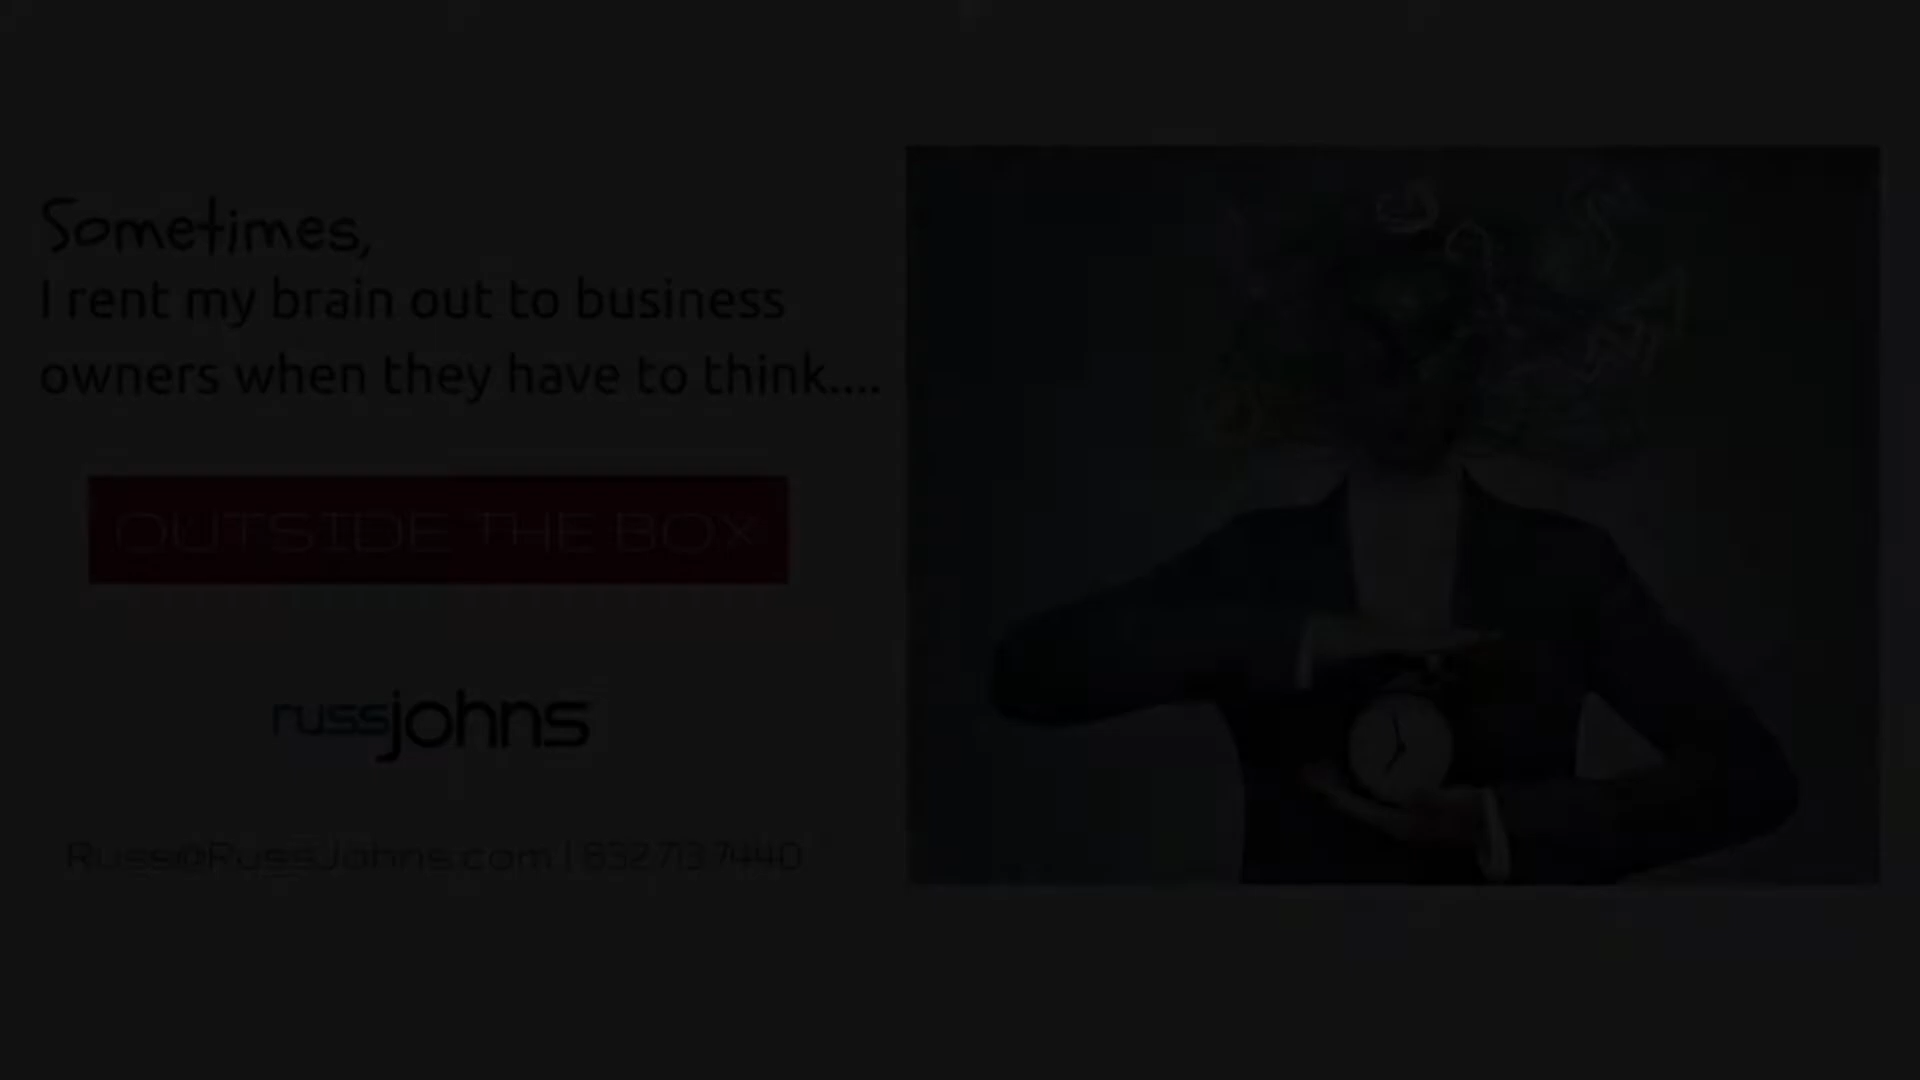 Sometimes,
I rent my brain out to business
owners when they have to think....
OUTSIDE THE BOX
russjohns
Russ@RussJohns.com | 832 713 7440